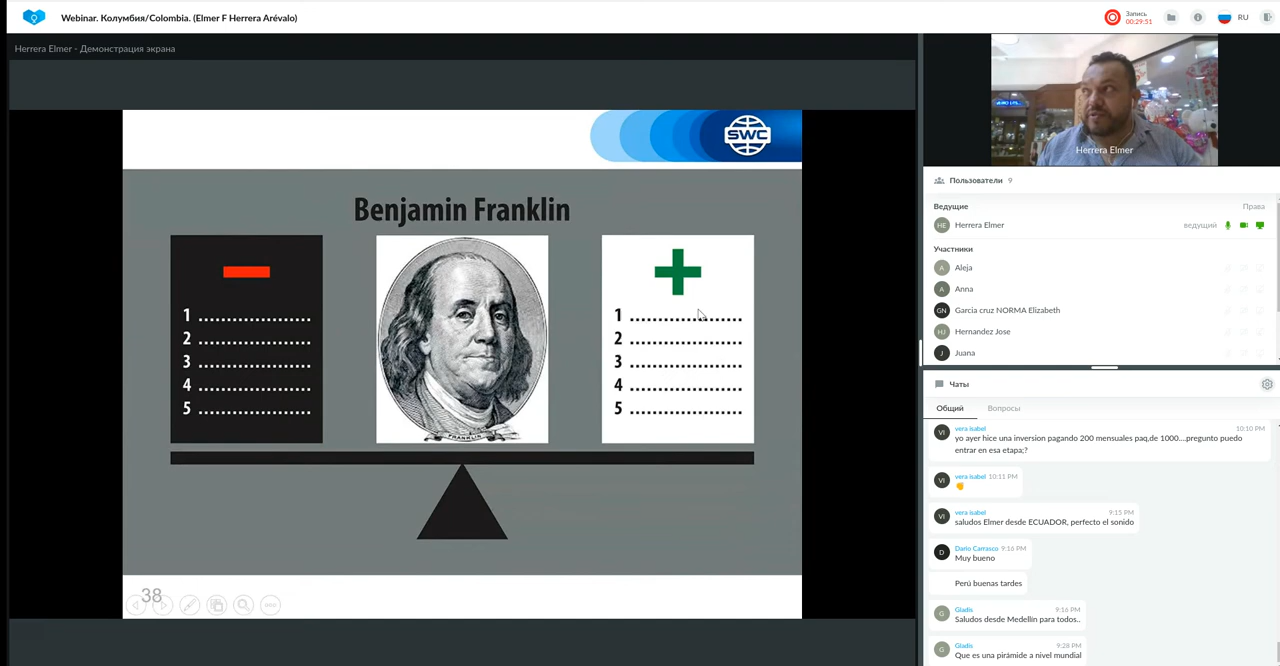 Webinar. Колумбия/Colombia. (Elmer F Herrera Arévalo)
Запись
00:29:51
RU
Herrera Elmer - Демонстрация экрана
SWC
Benjamin Franklin
1 ........................
2 ........................
3 ........................
4 ........................
5 ........................
FRANKLIN
1 ........................
2 ........................
3 ........................
4 ........................
5 ........................
38
Herrera Elmer
Пользователи 9
Ведущие Права
HE Herrera Elmer ведущий
Участники
A Aleja
A Anna
GN Garcia cruz NORMA Elizabeth
HJ Hernandez Jose
J Juana
Чаты
Общий Вопросы
VI vera isabel 10:10 PM
yo ayer hice una inversion pagando 200 mensuales paq,de 1000....pregunto puedo
entrar en esa etapa;?
VI vera isabel 10:11 PM
VI vera isabel 9:15 PM
saludos Elmer desde ECUADOR, perfecto el sonido
D Darío Carrasco 9:16 PM
Muy bueno
Perú buenas tardes
G Gladis 9:16 PM
Saludos desde Medellín para todos..
G Gladis 9:28 PM
Que es una pirámide a nivel mundial